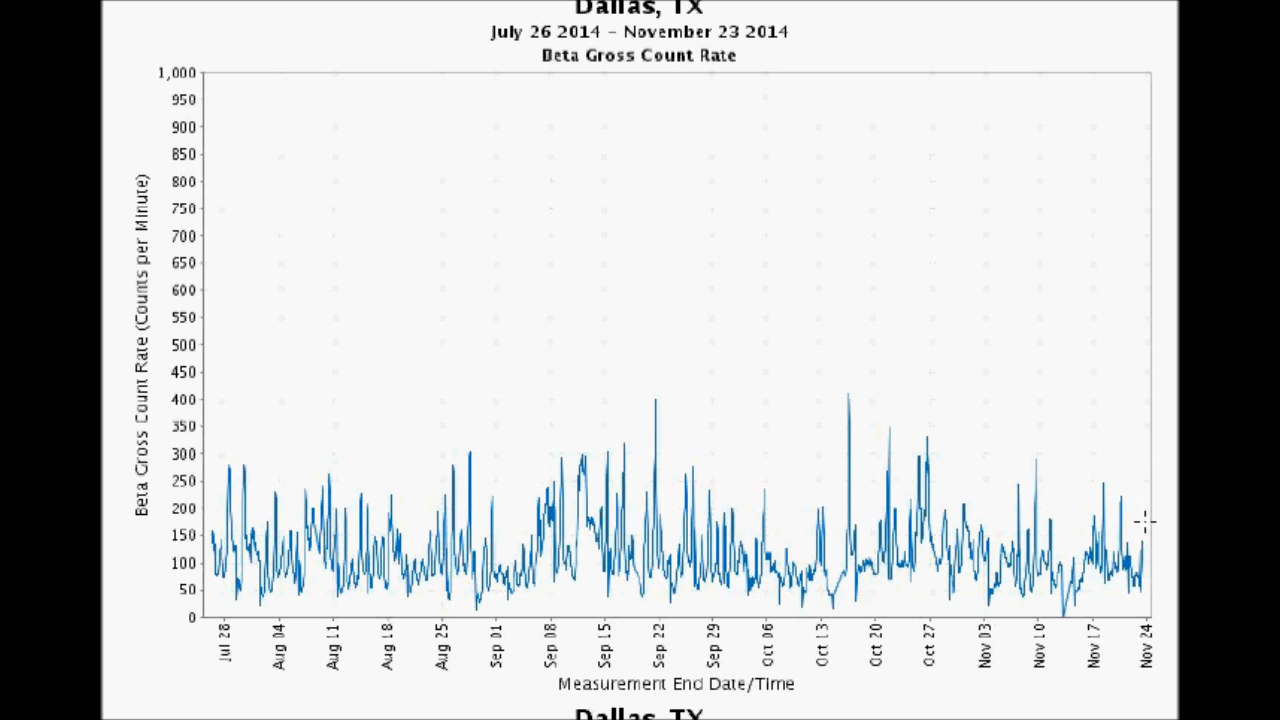 Dallas, TX
July 26 2014 - November 23 2014
Beta Gross Count Rate
1,000
950
900
850
800
750
700
650
600
550
500
450
400
350
300
250
200
150
100
50
0
Beta Gross Count Rate (Counts per Minute)
Jul 28
Aug 04
Aug 11
Aug 18
Aug 25
Sep 01
Sep 08
Sep 15
Sep 22
Sep 29
Oct 06
Oct 13
Oct 20
Oct 27
Nov 03
Nov 10
Nov 17
Nov 24
Measurement End Date/Time
Dallas, TX